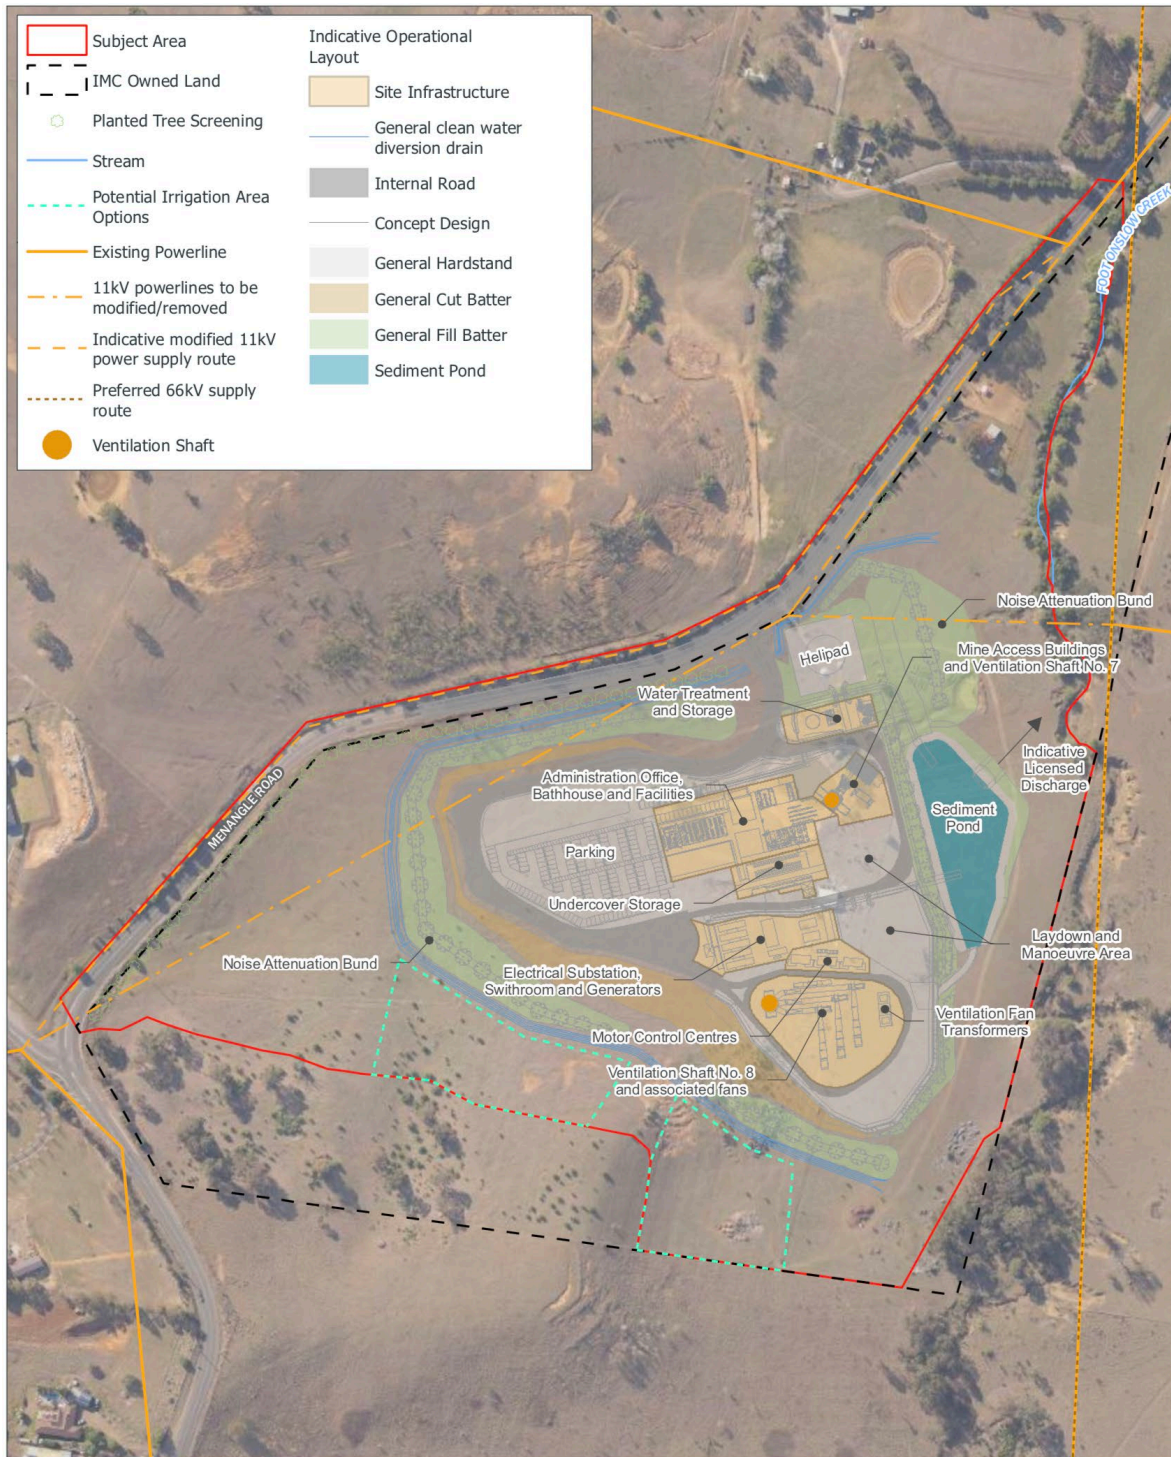 Subject Area
IMC Owned Land
Planted Tree Screening
Stream
Potential Irrigation Area
Options
Existing Powerline
11kV powerlines to be
modified/removed
Indicative modified 11kV
power supply route
Preferred 66kV supply
route
Ventilation Shaft
Indicative Operational
Layout
Site Infrastructure
General clean water
diversion drain
Internal Road
Concept Design
General Hardstand
General Cut Batter
General Fill Batter
Sediment Pond
FOOT ONSLOW CREEK
Noise Attenuation Bund
Helipad
Mine Access Buildings
and Ventilation Shaft No. 7
Water Treatment
and Storage
Indicative
Licensed
Discharge
Administration Office,
Bathhouse and Facilities
Sediment
Pond
MENANGLE ROAD
Parking
Undercover Storage
Laydown and
Manoeuvre Area
Noise Attenuation Bund
Electrical Substation,
Swithroom and Generators
Ventilation Fan
Transformers
Motor Control Centres
Ventilation Shaft No. 8
and associated fans